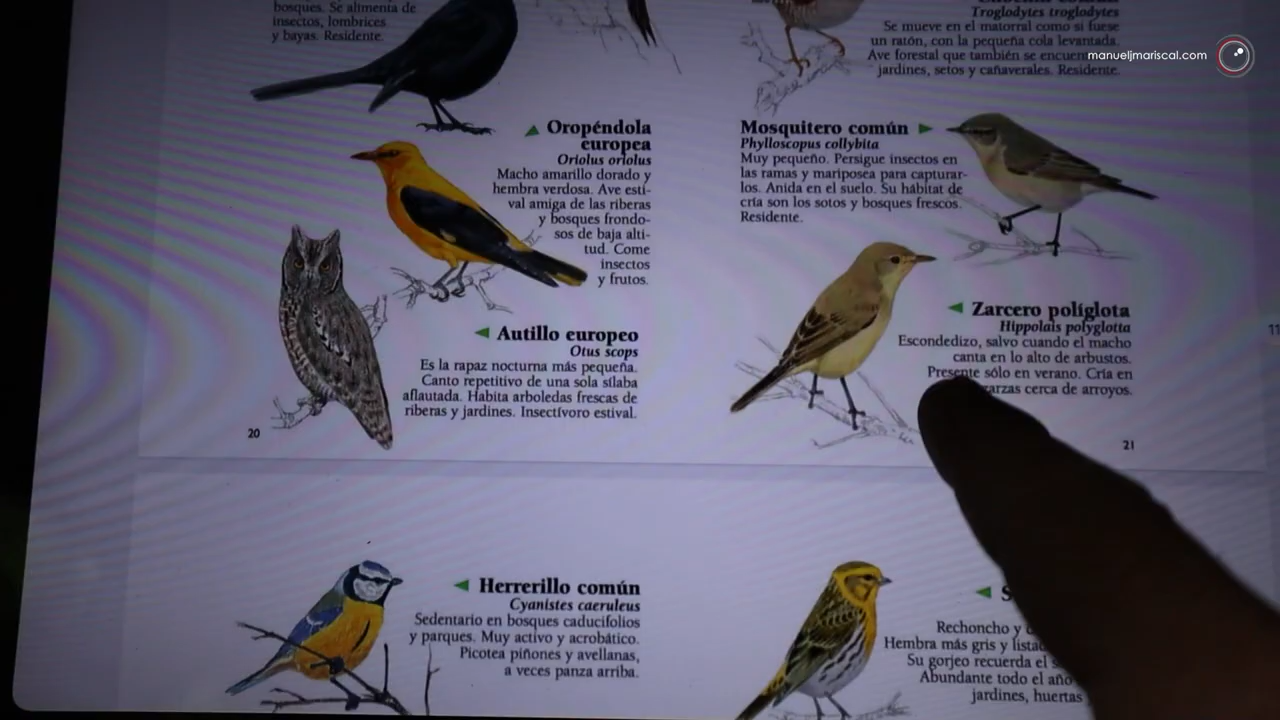 bosques. Se alimenta de
insectos, lombrices
y bayas. Residente.
Troglodytes troglodytes
Se mueve en el matorral como si fuese
un ratón, con la pequeña cola levantada.
Ave forestal que también se
jardines, setos y cañaverales. Residente.
manueljmariscal.com
Oropéndola
europea
Oriolus oriolus
Macho amarillo dorado y
hembra verdosa. Ave esti-
val amiga de las riberas
y bosques frondo-
sos de baja alti-
tud. Come
insectos
y frutos.
Mosquitero común
Phylloscopus collybita
Muy pequeño. Persigue insectos en
las ramas y mariposea para capturar-
los. Anida en el suelo. Su hábitat de
cría son los sotos y bosques frescos.
Residente.
Autillo europeo
Otus scops
Es la rapaz nocturna más pequeña.
Canto repetitivo de una sola sílaba
aflautada. Habita arboledas frescas de
riberas y jardines. Insectívoro estival.
20
Zarcero políglota
Hippolais polyglotta
Escondedizo, salvo cuando el macho
canta en lo alto de arbustos.
Presente sólo en verano. Cría en
zarzas cerca de arroyos.
21
Herrerillo común
Cyanistes caeruleus
Sedentario en bosques caducifolios
y parques. Muy activo y acrobático.
Picotea piñones y avellanas,
a veces panza arriba.
Rechoncho y
Hembra más gris y
Su gorjeo recuerda el
Abundante todo el año
jardines, huertas